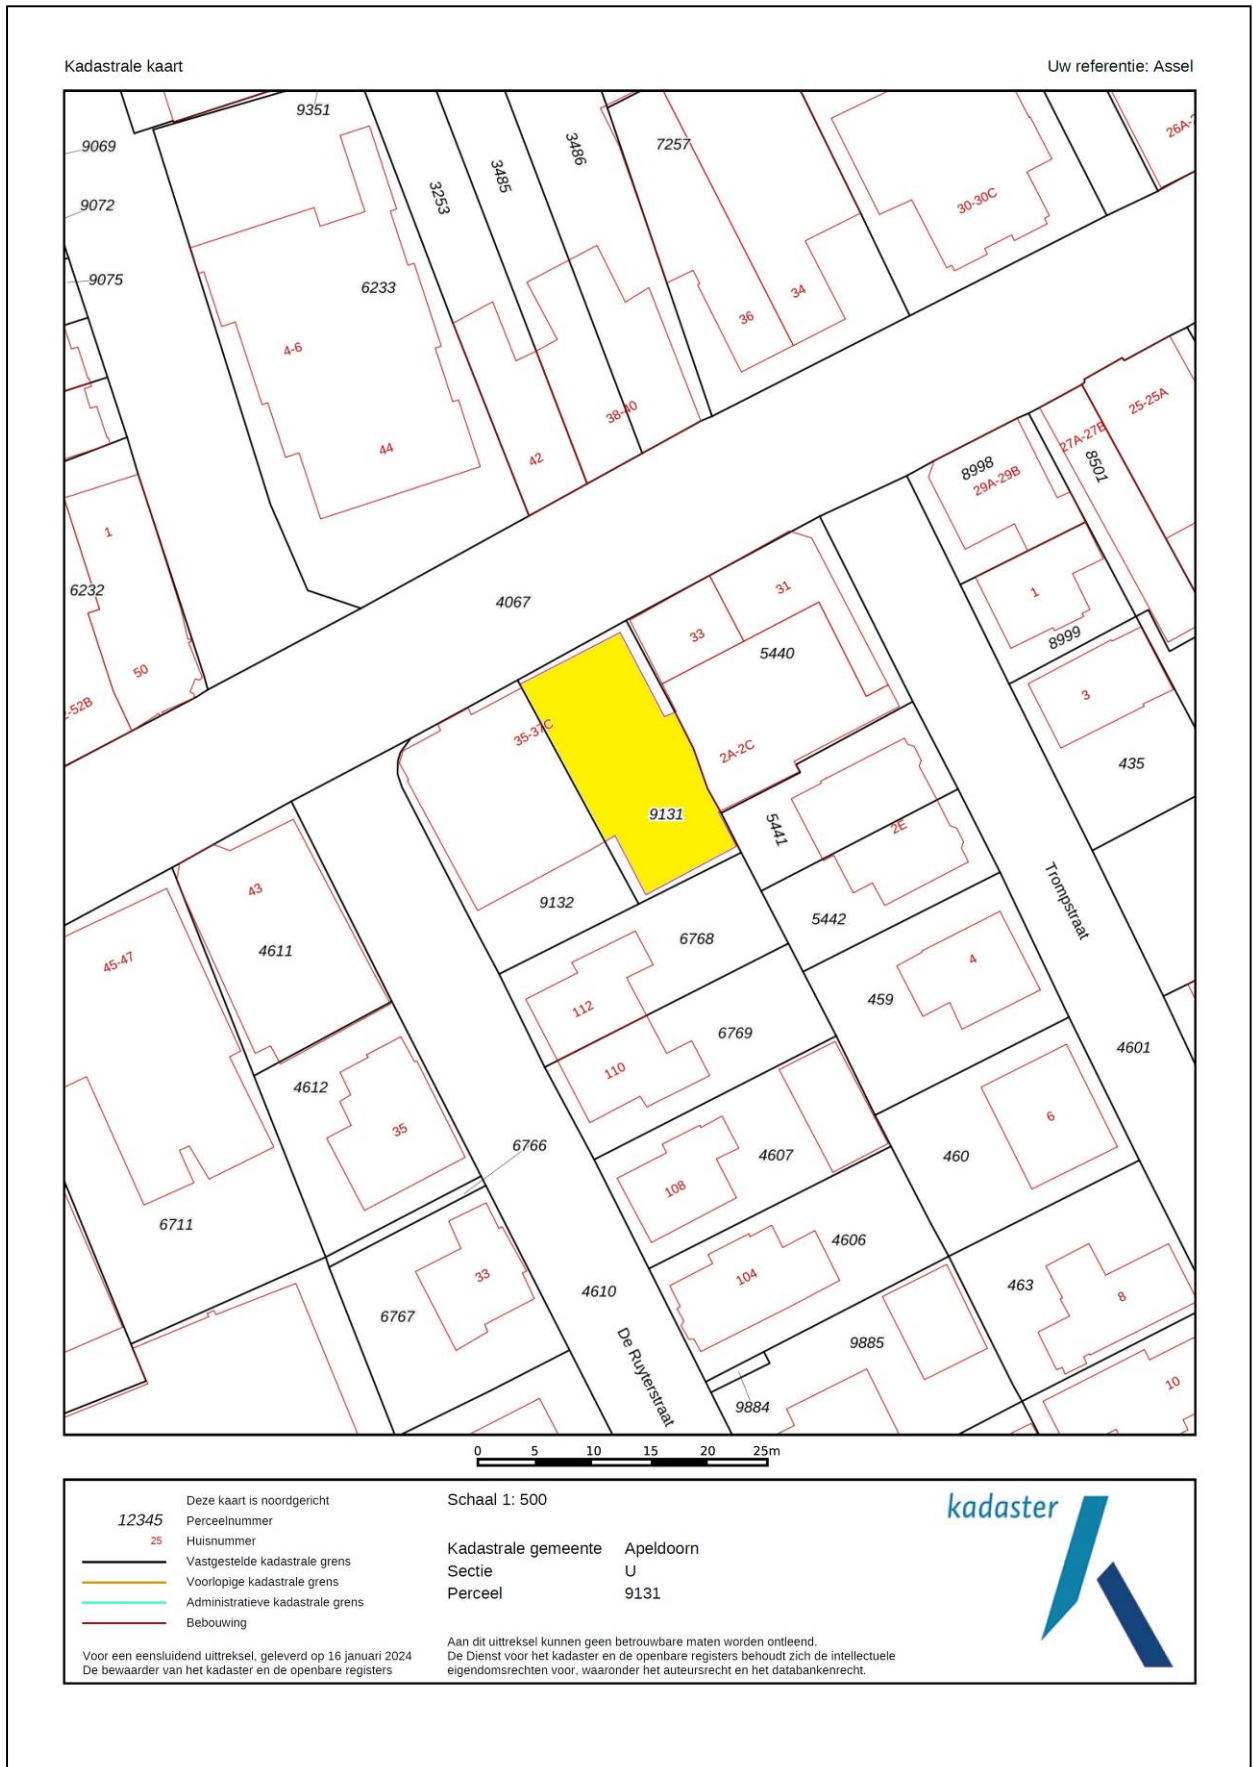 Kadastrale kaart
Uw referentie: Assel
9351
9069
3486
7257
26A-2
3485
3253
9072
30-30C
9075
6233
34
36
4-6
38-40
25-25A
27A-27B
44
42
8998
8501
29A-29B
1
6232
4067
31
1
33
8999
5440
50
3
-52B
35-37C
2A-2C
435
9131
5441
2E
43
9132
Trompstraat
5442
6768
4611
45-47
4
459
112
6769
4601
110
4612
6
35
6766
4607
460
108
6711
4606
104
33
463
4610
8
6767
9885
De Ruyterstraat
10
9884
0 5 10 15 20 25m
Deze kaart is noordgericht
12345 Perceelnummer
25 Huisnummer
Vastgestelde kadastrale grens
Voorlopige kadastrale grens
Administratieve kadastrale grens
Bebouwing
Voor een eensluidend uittreksel, geleverd op 16 januari 2024
De bewaarder van het kadaster en de openbare registers
Schaal 1: 500
Kadastrale gemeente Apeldoorn
Sectie U
Perceel 9131
Aan dit uittreksel kunnen geen betrouwbare maten worden ontleend.
De Dienst voor het kadaster en de openbare registers behoudt zich de intellectuele
eigendomsrechten voor, waaronder het auteursrecht en het databankenrecht.
kadaster